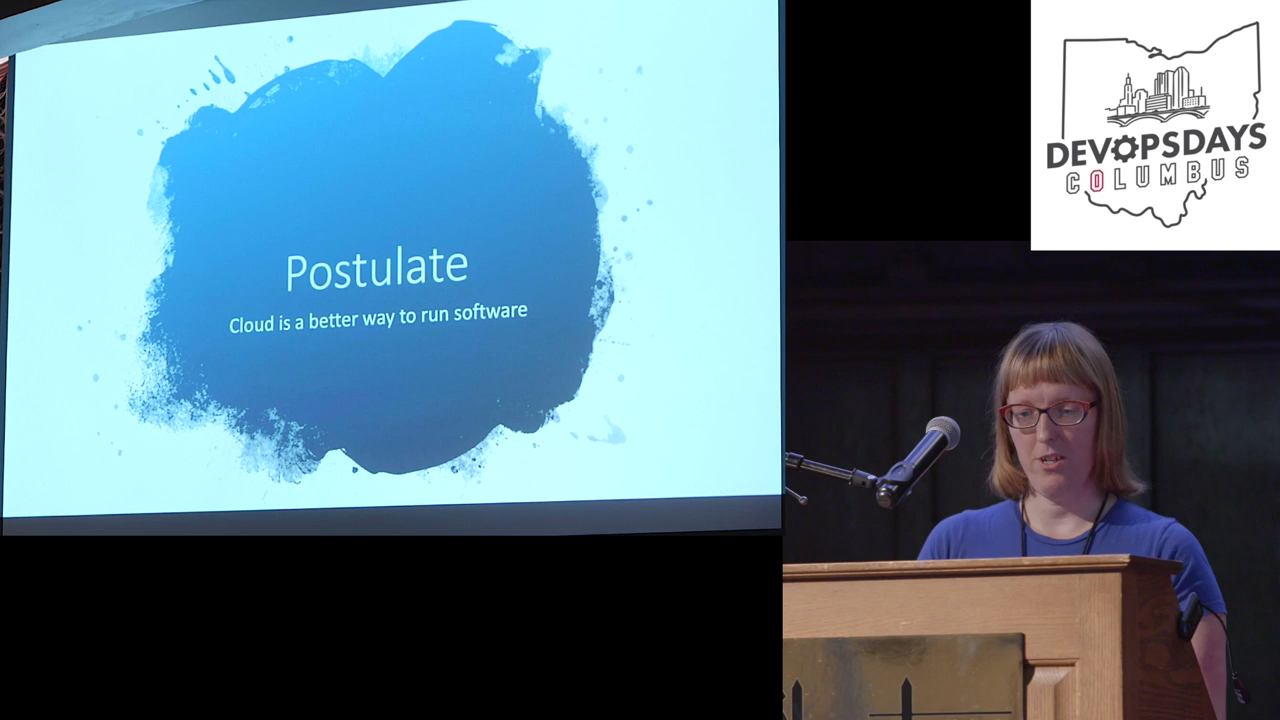 Postulate
Cloud is a better way to run software
DEVOPSDAYS
COLUMBUS